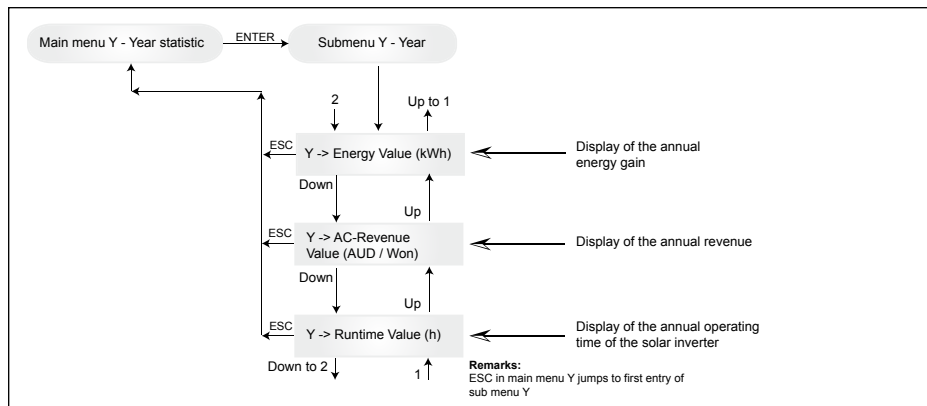 Main menu Y - Year statistic
ENTER
Submenu Y - Year
2
Up to 1
ESC
Y -> Energy Value (kWh)
Display of the annual
energy gain
Down
Up
ESC
Y -> AC-Revenue
Value (AUD / Won)
Display of the annual revenue
Down
Up
ESC
Y -> Runtime Value (h)
Display of the annual operating
time of the solar inverter
Down to 2
1
Remarks:
ESC in main menu Y jumps to first entry of
sub menu Y